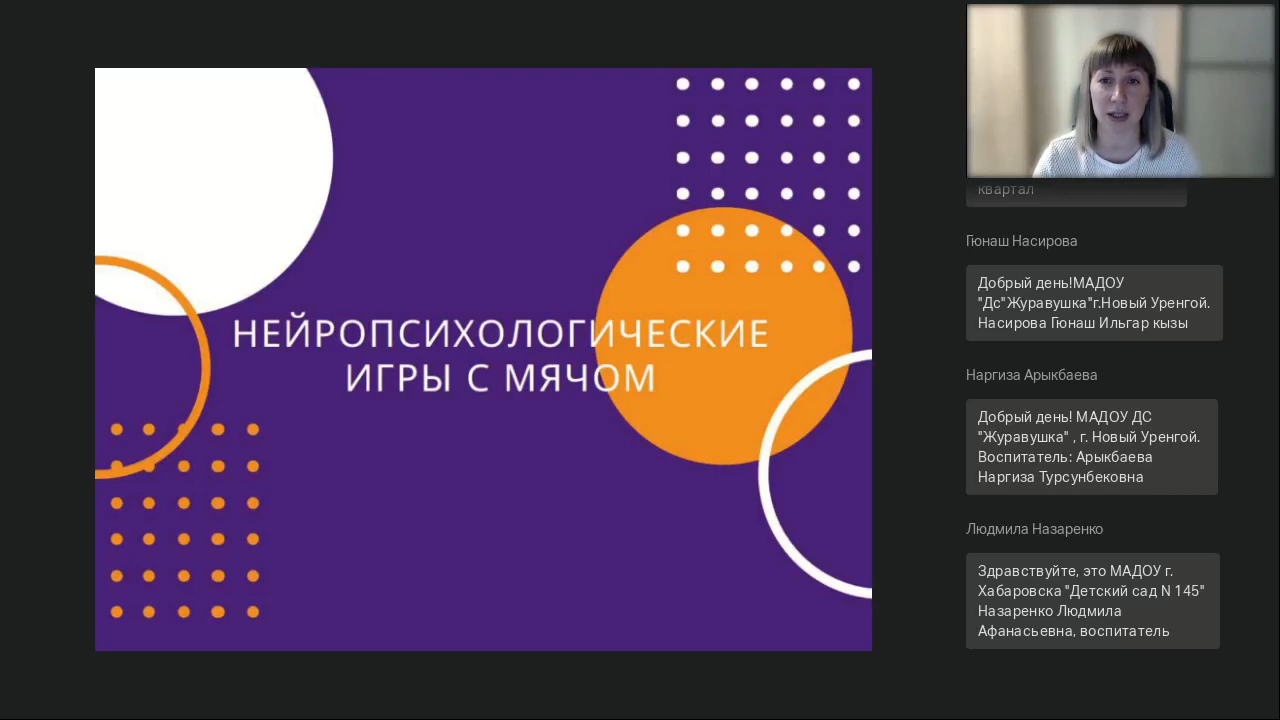 НЕЙРОПСИХОЛОГИЧЕСКИЕ
ИГРЫ С МЯЧОМ
квартал
Гюнаш Насирова
Добрый день!МАДОУ
"Дс"Журавушка"г.Новый Уренгой.
Насирова Гюнаш Ильгар кызы
Наргиза Арыкбаева
Добрый день! МАДОУ ДС
"Журавушка" , г. Новый Уренгой.
Воспитатель: Арыкбаева
Наргиза Турсунбековна
Людмила Назаренко
Здравствуйте, это МАДОУ г.
Хабаровска "Детский сад N 145"
Назаренко Людмила
Афанасьевна, воспитатель